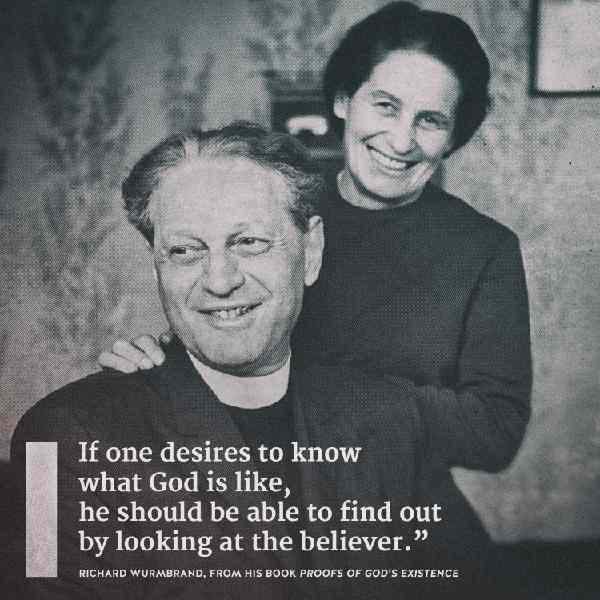 If one desires to know
what God is like,
he should be able to find out
by looking at the believer.”
RICHARD WURMBRAND, FROM HIS BOOK PROOFS OF GOD'S EXISTENCE